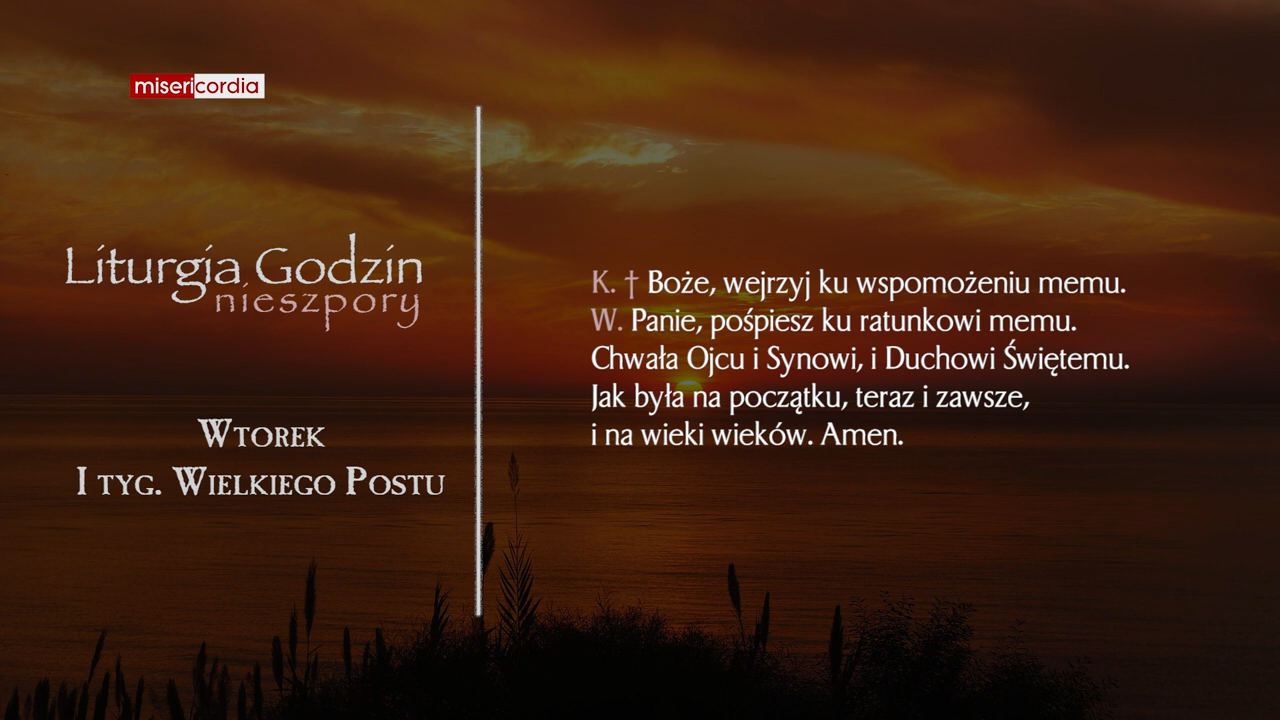 misericordia
Liturgia Godzin
nieszpory
Wtorek
I tyg. Wielkiego Postu
K. † Boże, wejrzyj ku wspomożeniu memu.
W. Panie, pośpiesz ku ratunkowi memu.
Chwała Ojcu i Synowi, i Duchowi Świętemu.
Jak była na początku, teraz i zawsze,
i na wieki wieków. Amen.